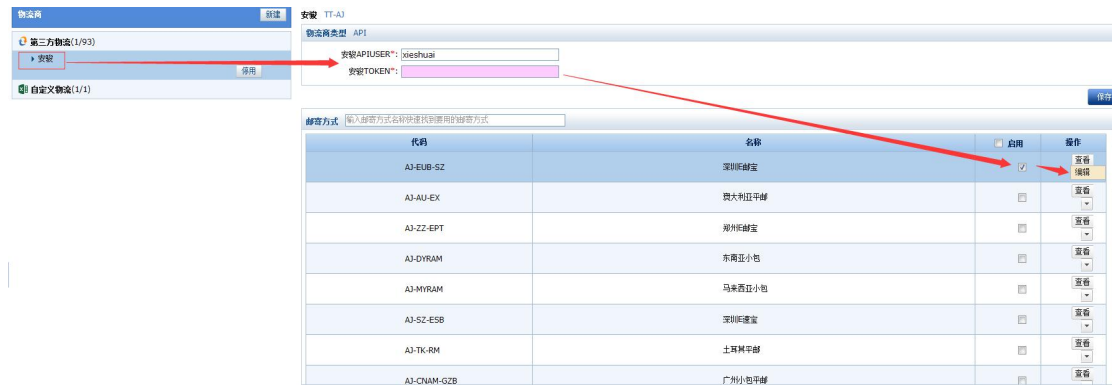 物流商 新建
第三方物流(1/93)
安骏
停用
自定义物流(1/1)
安骏 TT-AJ
物流商类型 API
安骏APIUSER*: xieshuai
安骏TOKEN*:
保存
邮寄方式 输入邮寄方式名称快速找到要用的邮寄方式
代码 名称 启用 操作
AJ-EUB-SZ 深圳E邮宝 查看
编辑
AJ-AU-EX 澳大利亚平邮 查看
AJ-ZZ-EPT 郑州E邮宝 查看
AJ-DYRAM 东南亚小包 查看
AJ-MYRAM 马来西亚小包 查看
AJ-SZ-ESB 深圳E速宝 查看
AJ-TK-RM 土耳其平邮 查看
AJ-CNAM-GZB 广州小包平邮 查看